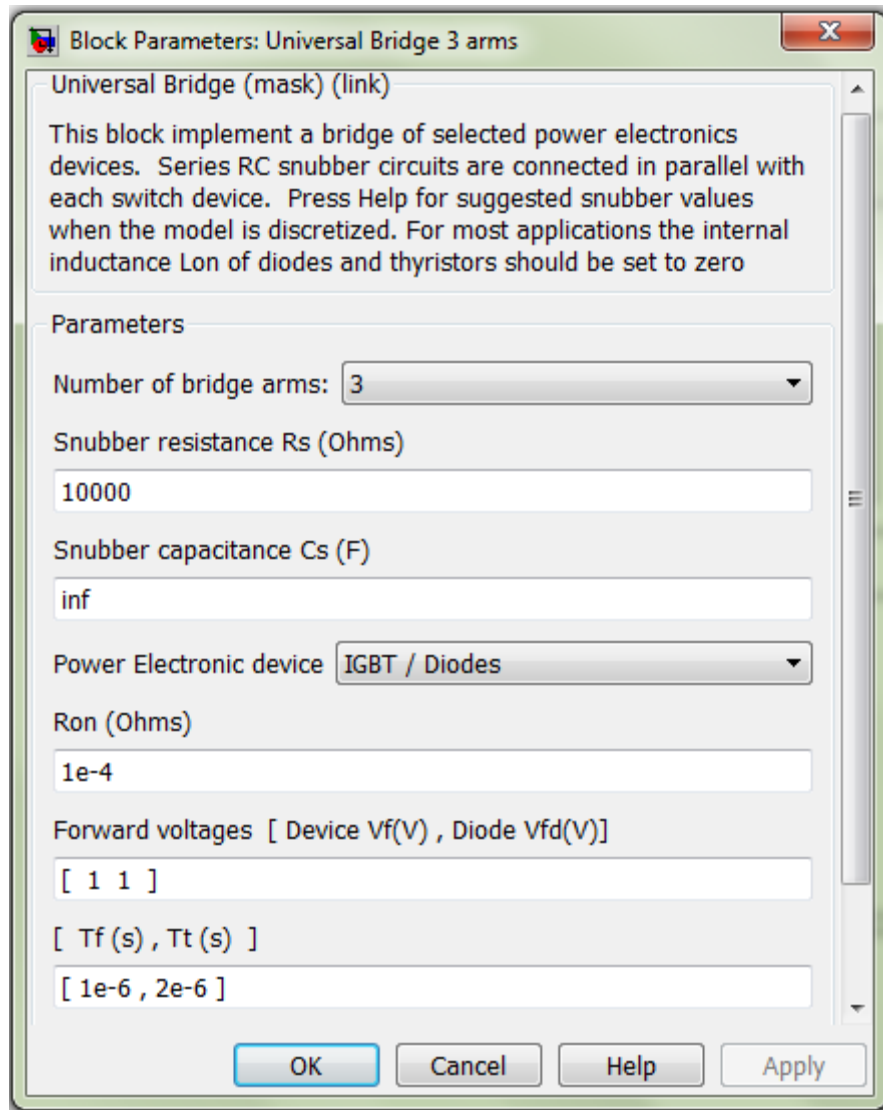 Block Parameters: Universal Bridge 3 arms
Universal Bridge (mask) (link)
This block implement a bridge of selected power electronics
devices.  Series RC snubber circuits are connected in parallel with
each switch device.  Press Help for suggested snubber values
when the model is discretized. For most applications the internal
inductance Lon of diodes and thyristors should be set to zero
Parameters
Number of bridge arms: 3
Snubber resistance Rs (Ohms)
10000
Snubber capacitance Cs (F)
inf
Power Electronic device IGBT / Diodes
Ron (Ohms)
1e-4
Forward voltages  [ Device Vf(V) , Diode Vfd(V)]
[  1  1  ]
[  Tf (s) , Tt (s)  ]
[ 1e-6 , 2e-6 ]
OK Cancel Help Apply